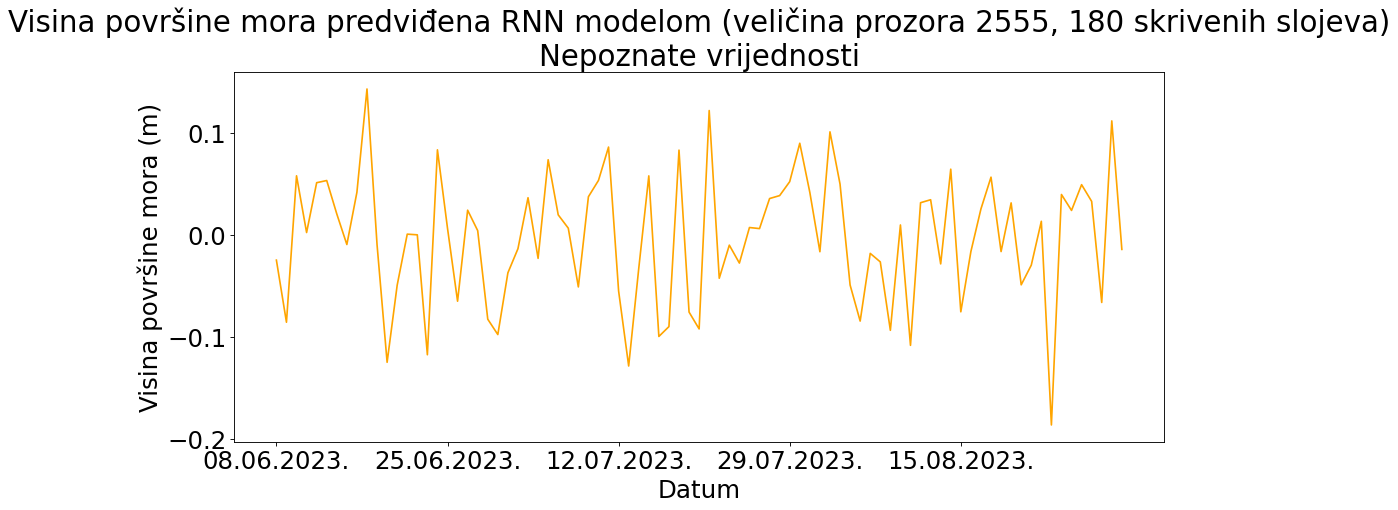 Visina površine mora predviđena RNN modelom (veličina prozora 2555, 180 skrivenih slojeva)
Nepoznate vrijednosti
Visina površine mora (m)
0.1
0.0
−0.1
−0.2
08.06.2023. 25.06.2023. 12.07.2023. 29.07.2023. 15.08.2023.
Datum